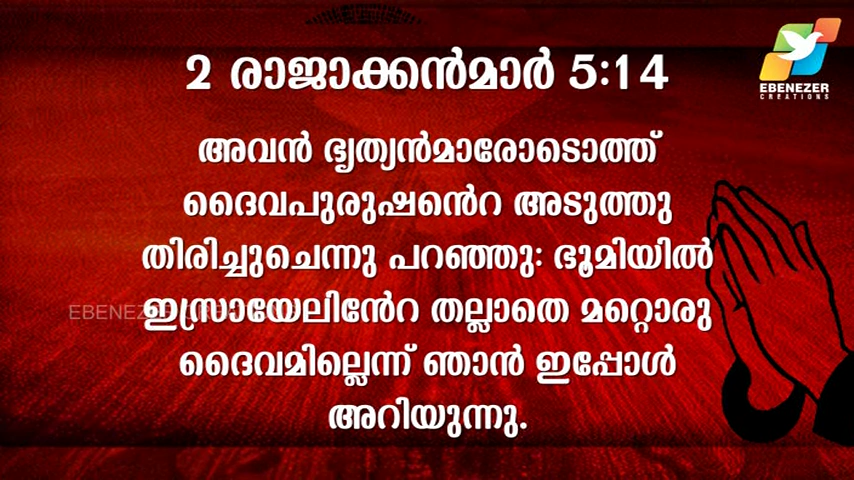 EBENEZER
CREATIONS
2 രാജാക്കൻമാർ 5:14
അവൻ ഭൃത്യൻമാരോടൊത്ത്
ദൈവപുരുഷൻെറ അടുത്തു
തിരിച്ചുചെന്നു പറഞ്ഞു: ഭൂമിയിൽ
ഇസ്രായേലിൻേറ തല്ലാതെ മറ്റൊരു
ദൈവമില്ലെന്ന് ഞാൻ ഇപ്പോൾ
അറിയുന്നു.